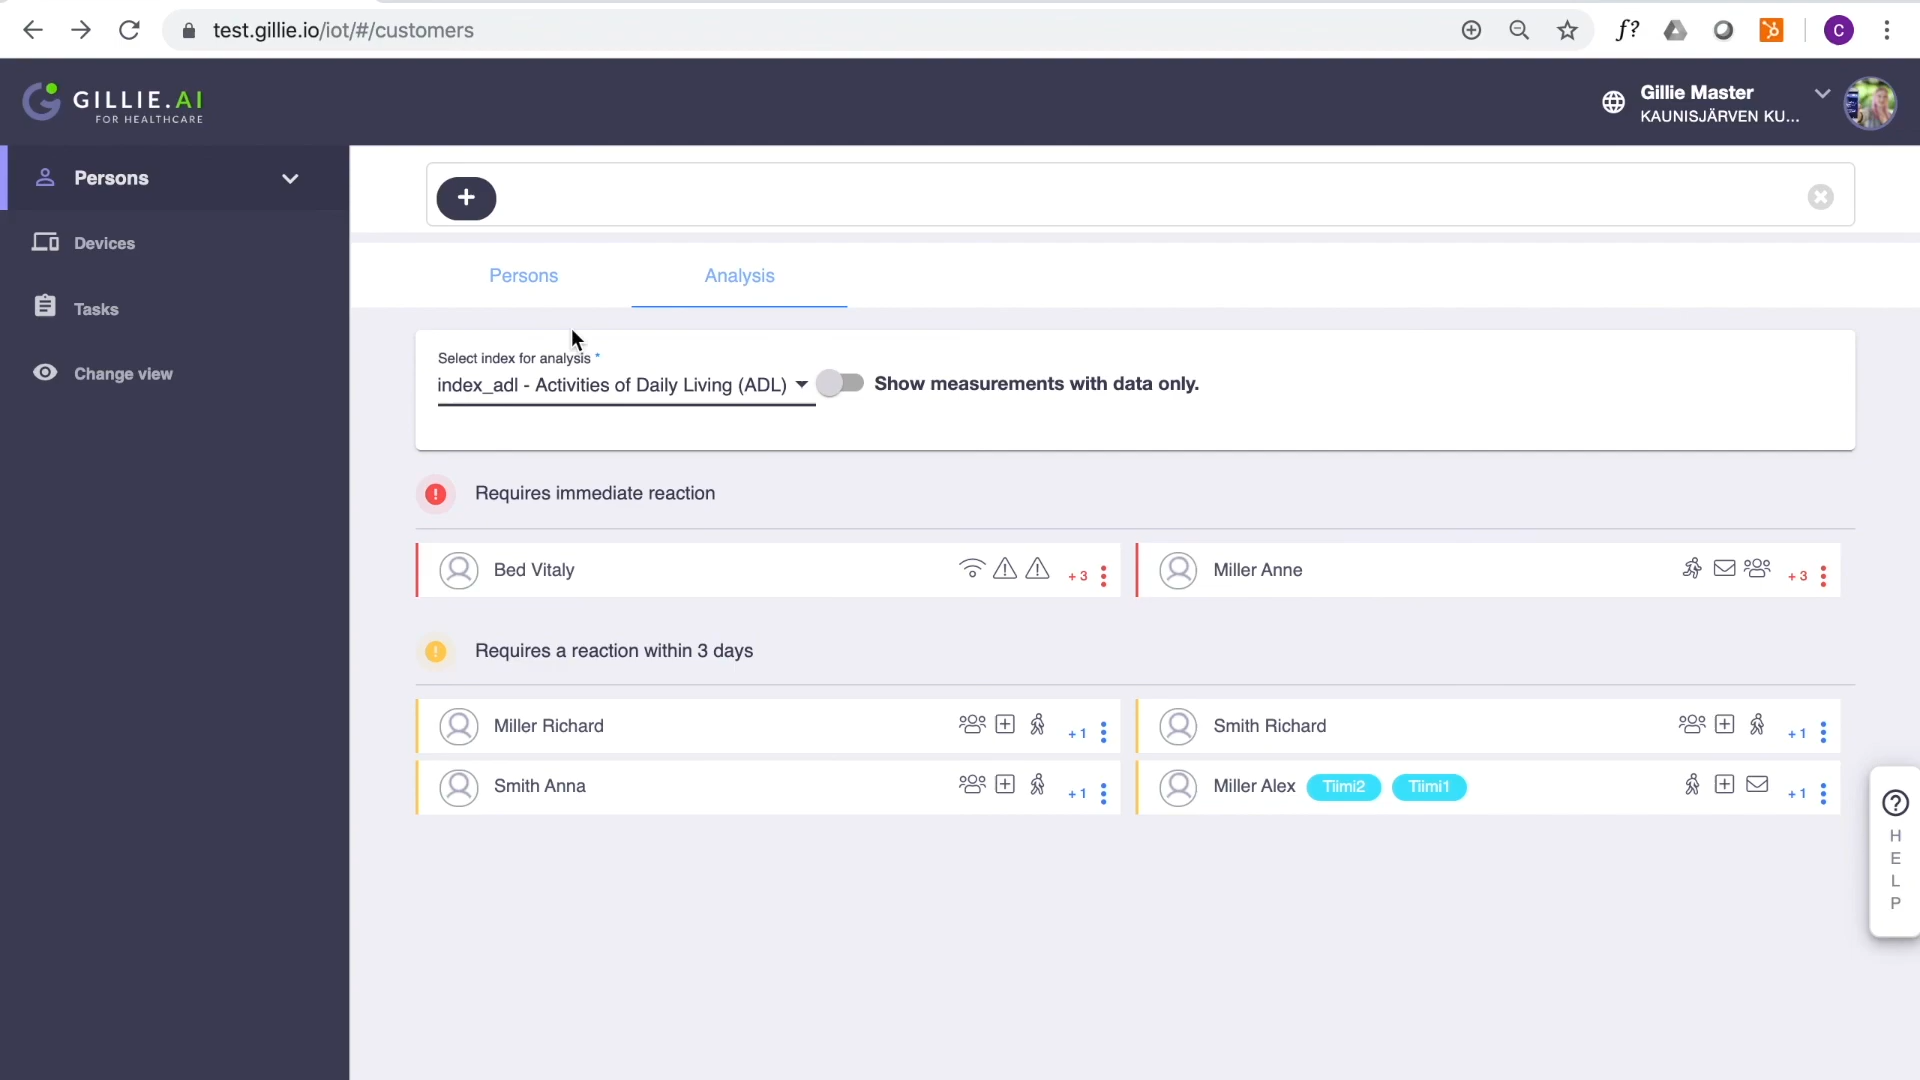 test.gillie.io/iot/#/customers
f?
C
GILLIE.AI
FOR HEALTHCARE
Gillie Master
KAUNISJÄRVEN KU...
Persons
Devices
Tasks
Change view
+
Persons
Analysis
Select index for analysis *
index_adl - Activities of Daily Living (ADL)
Show measurements with data only.
Requires immediate reaction
Bed Vitaly
+ 3
Miller Anne
+ 3
Requires a reaction within 3 days
Miller Richard
+ 1
Smith Richard
+ 1
Smith Anna
+ 1
Miller Alex Tiimi2 Tiimi1
+ 1
H
E
L
P